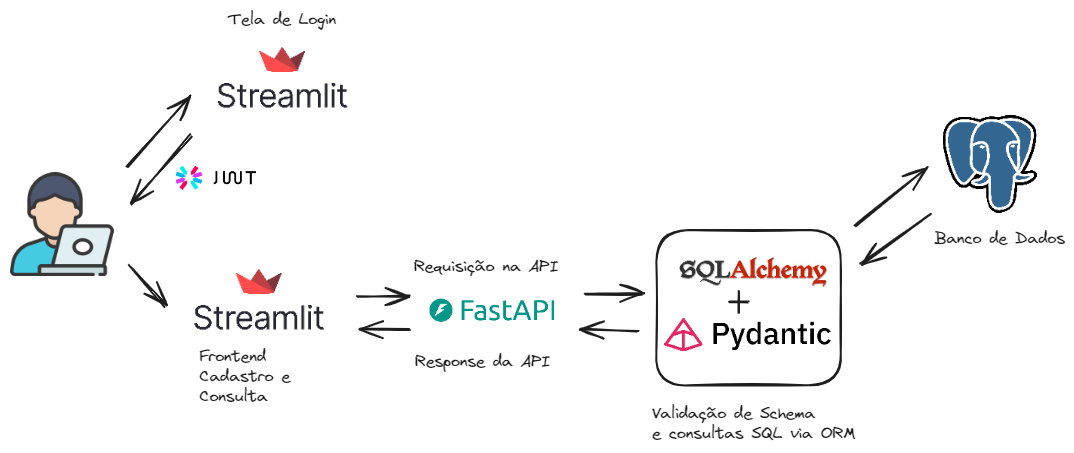 Tela de Login
Streamlit
JWT
Streamlit
Frontend
Cadastro e
Consulta
Requisição na API
FastAPI
Response da API
SQLAlchemy
+
Pydantic
Validação de Schema
e consultas SQL via ORM
Banco de Dados